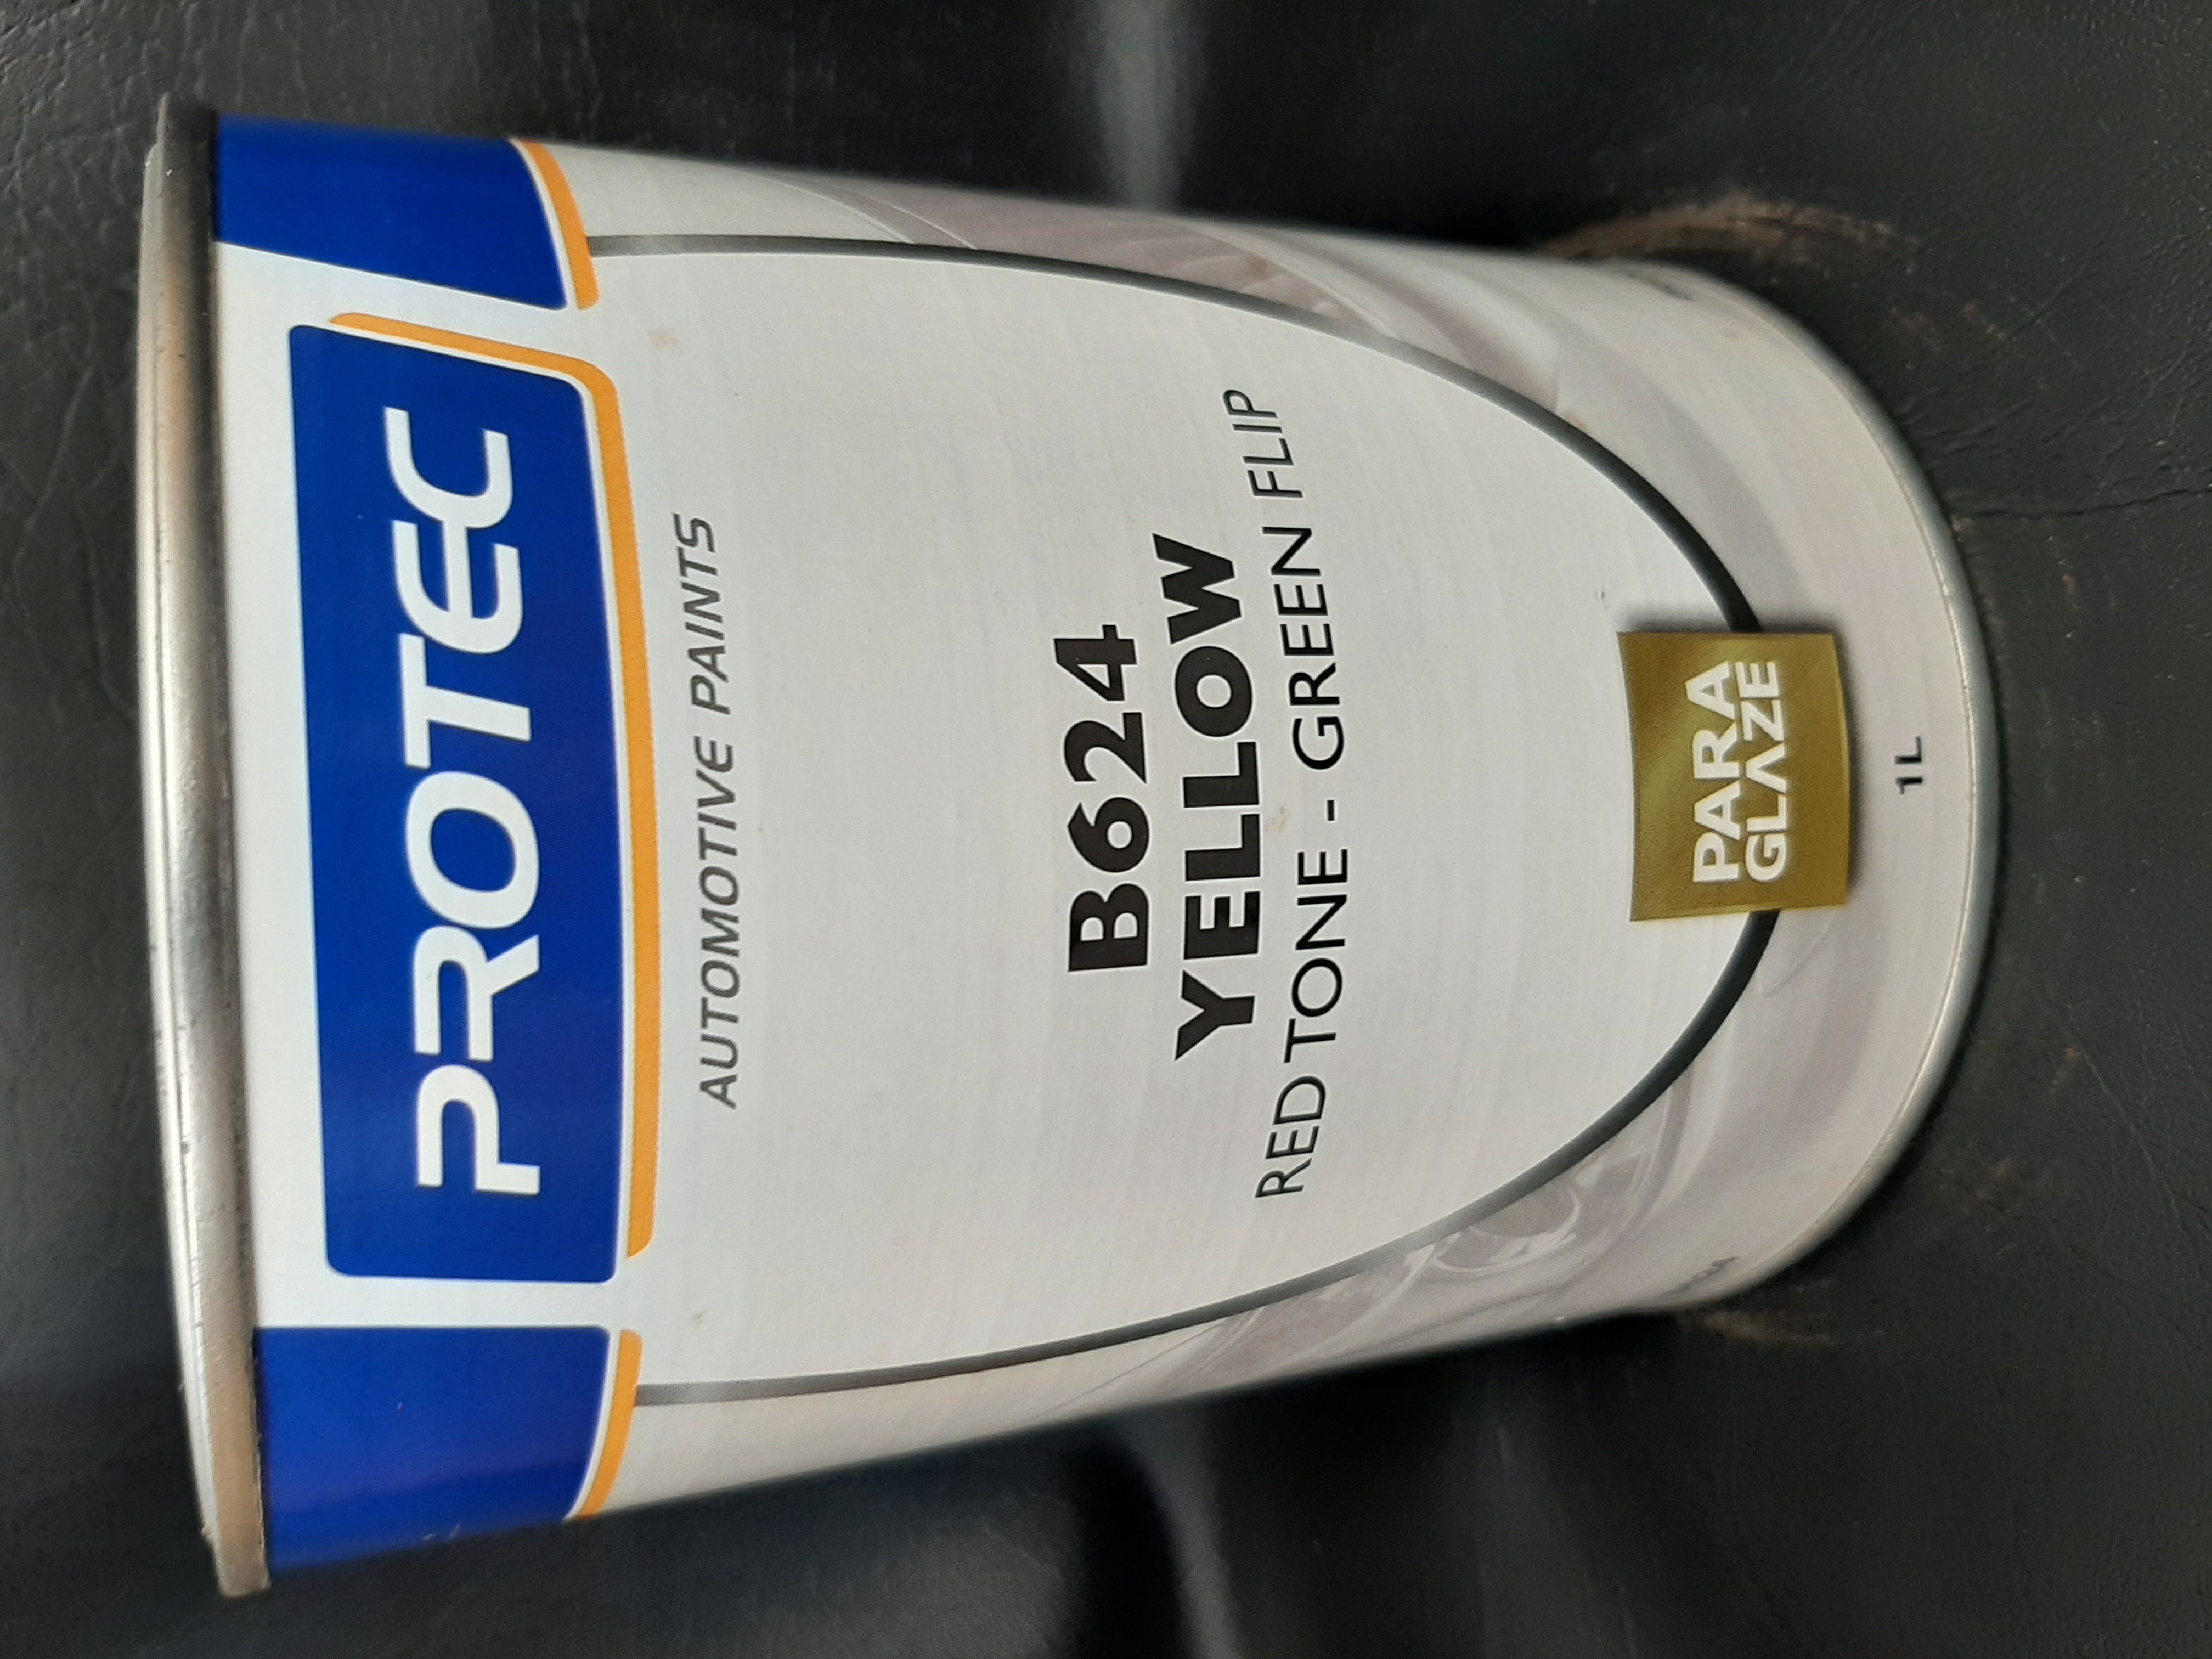 PROTEC
AUTOMOTIVE PAINTS
B624
YELLOW
RED TONE - GREEN FLIP
PARA
GLAZE
1L